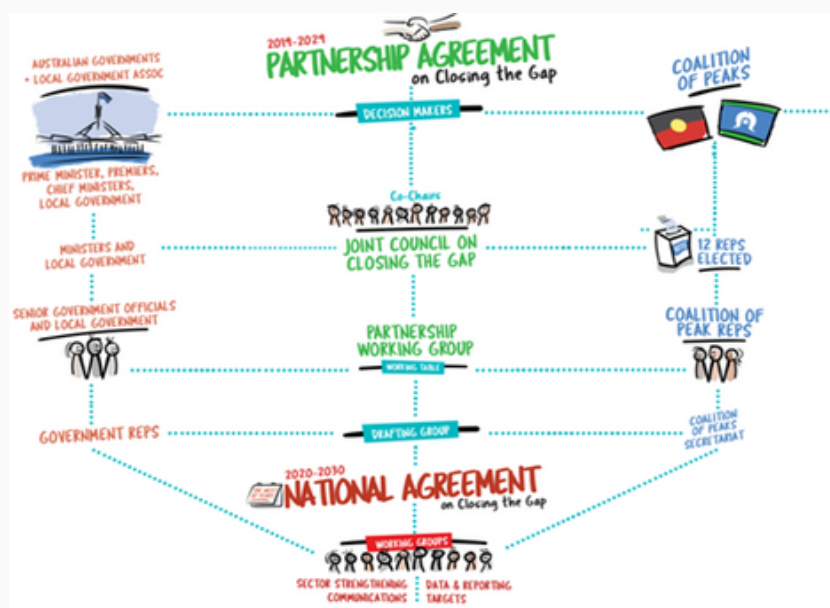 2019-2029
PARTNERSHIP AGREEMENT
on Closing the Gap
AUSTRALIAN GOVERNMENTS
+ LOCAL GOVERNMENT ASSOC
COALITION
OF PEAKS
DECISION MAKERS
PRIME MINISTER, PREMIERS,
CHIEF MINISTERS,
LOCAL GOVERNMENT
Co-Chairs
JOINT COUNCIL ON
CLOSING THE GAP
MINISTERS AND
LOCAL GOVERNMENT
12 REPS
ELECTED
SENIOR GOVERNMENT OFFICIALS
AND LOCAL GOVERNMENT
PARTNERSHIP
WORKING GROUP
WORKING TABLE
COALITION OF
PEAK REPS
GOVERNMENT REPS
DRAFTING GROUP
COALITION
OF PEAKS
SECRETARIAT
2020-2030
NATIONAL AGREEMENT
on Closing the Gap
WORKING GROUPS
SECTOR STRENGTHENING
COMMUNICATIONS
DATA & REPORTING
TARGETS